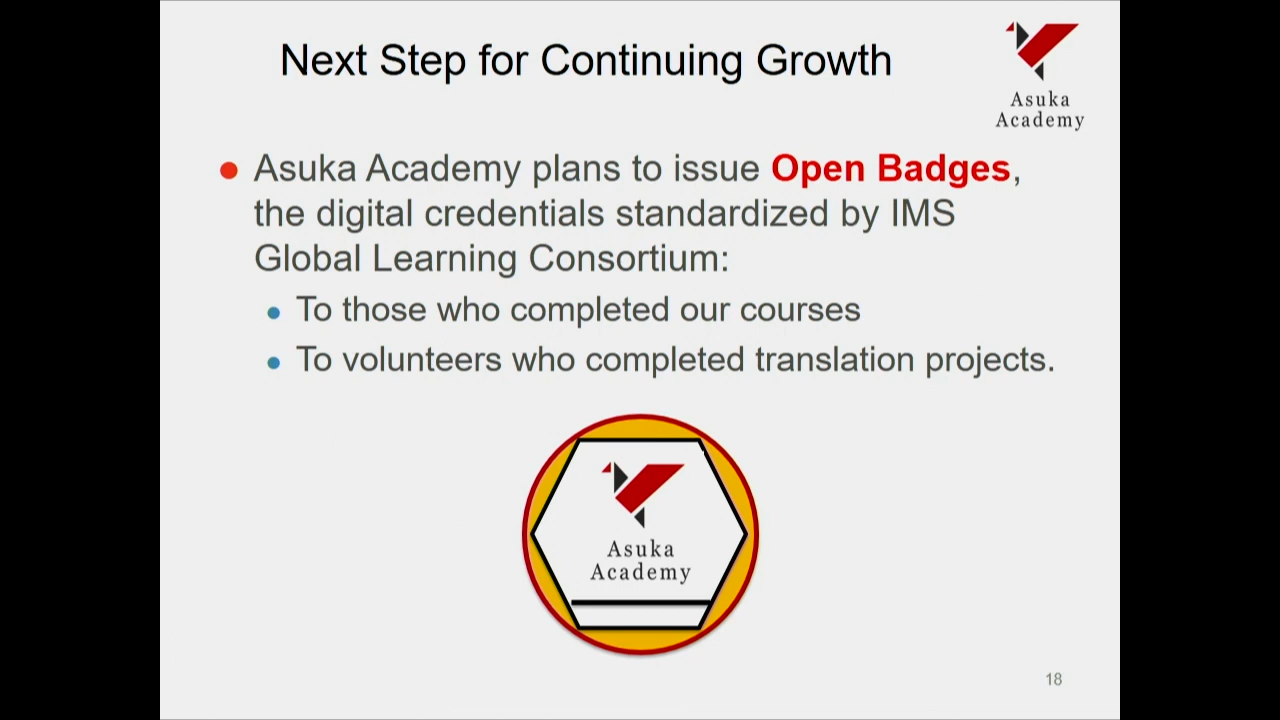 Next Step for Continuing Growth
Asuka
Academy
Asuka Academy plans to issue Open Badges,
the digital credentials standardized by IMS
Global Learning Consortium:
To those who completed our courses
To volunteers who completed translation projects.
Asuka
Academy
18